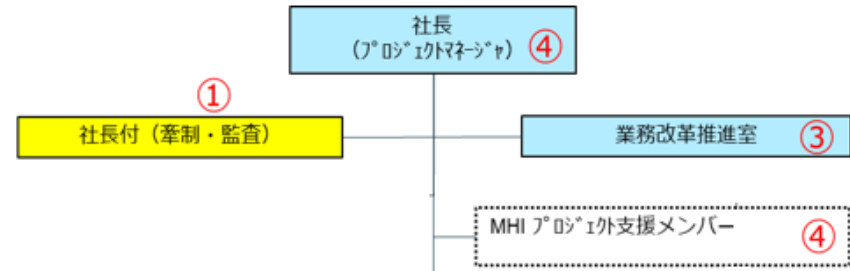 社長
(ﾌﾟﾛｼﾞｪｸﾄﾏﾈｰｼﾞｬ) ④
①
社長付（牽制・監査）
業務改革推進室 ③
MHI ﾌﾟﾛｼﾞｪｸﾄ支援メンバー ④